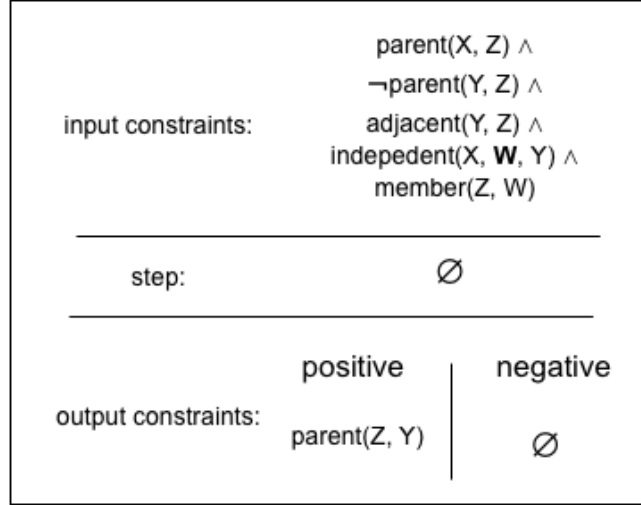 parent(X, Z) ∧
¬parent(Y, Z) ∧
input constraints: adjacent(Y, Z) ∧
indepedent(X, W, Y) ∧
member(Z, W)
step: ∅
positive negative
output constraints: parent(Z, Y) ∅